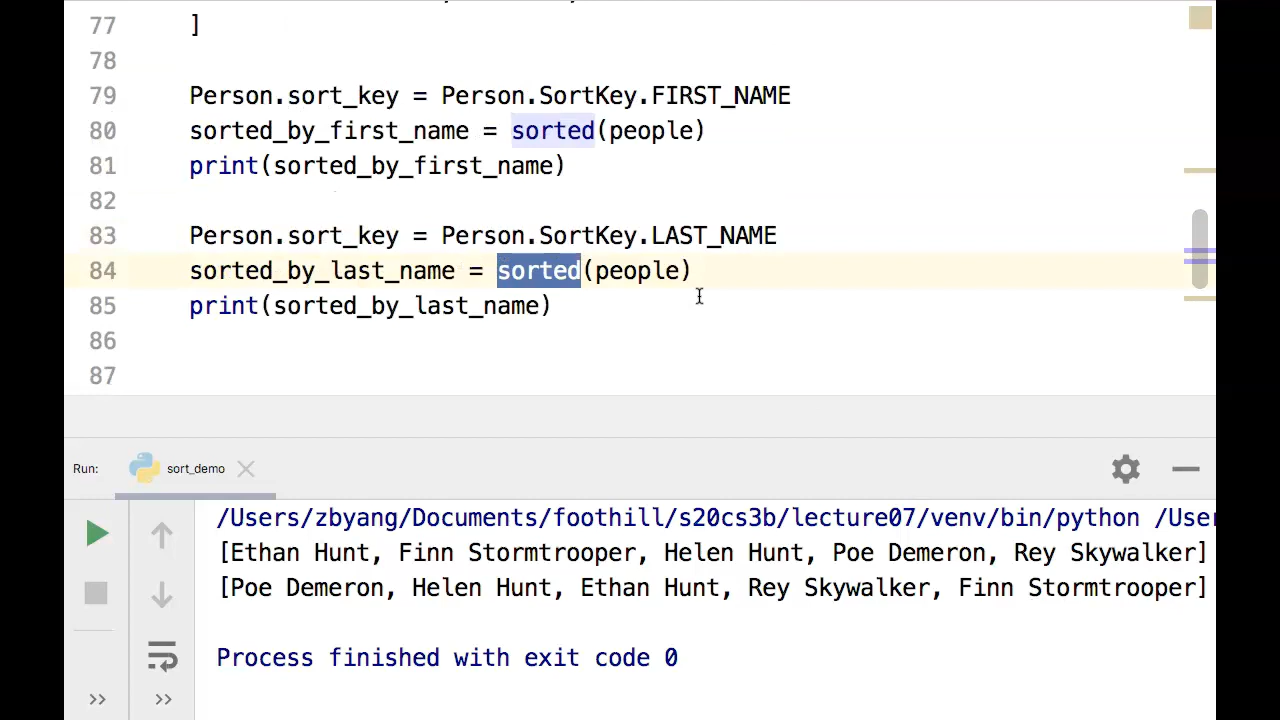 77 ]
78
79 Person.sort_key = Person.SortKey.FIRST_NAME
80 sorted_by_first_name = sorted(people)
81 print(sorted_by_first_name)
82
83 Person.sort_key = Person.SortKey.LAST_NAME
84 sorted_by_last_name = sorted(people)
85 print(sorted_by_last_name)
86
87
Run: sort_demo
/Users/zbyang/Documents/foothill/s20cs3b/lecture07/venv/bin/python /User
[Ethan Hunt, Finn Stormtrooper, Helen Hunt, Poe Demeron, Rey Skywalker]
[Poe Demeron, Helen Hunt, Ethan Hunt, Rey Skywalker, Finn Stormtrooper]
Process finished with exit code 0